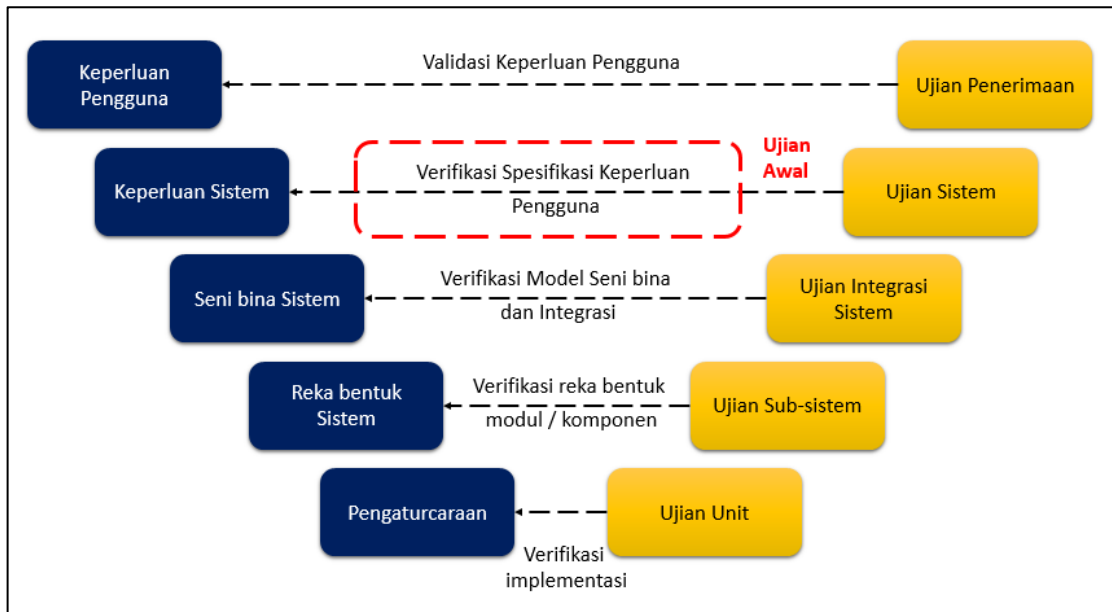 Keperluan
Pengguna
Validasi Keperluan Pengguna
Ujian Penerimaan
Keperluan Sistem
Verifikasi Spesifikasi Keperluan
Pengguna
Ujian
Awal
Ujian Sistem
Seni bina Sistem
Verifikasi Model Seni bina
dan Integrasi
Ujian Integrasi
Sistem
Reka bentuk
Sistem
Verifikasi reka bentuk
modul / komponen
Ujian Sub-sistem
Pengaturcaraan
Verifikasi
implementasi
Ujian Unit